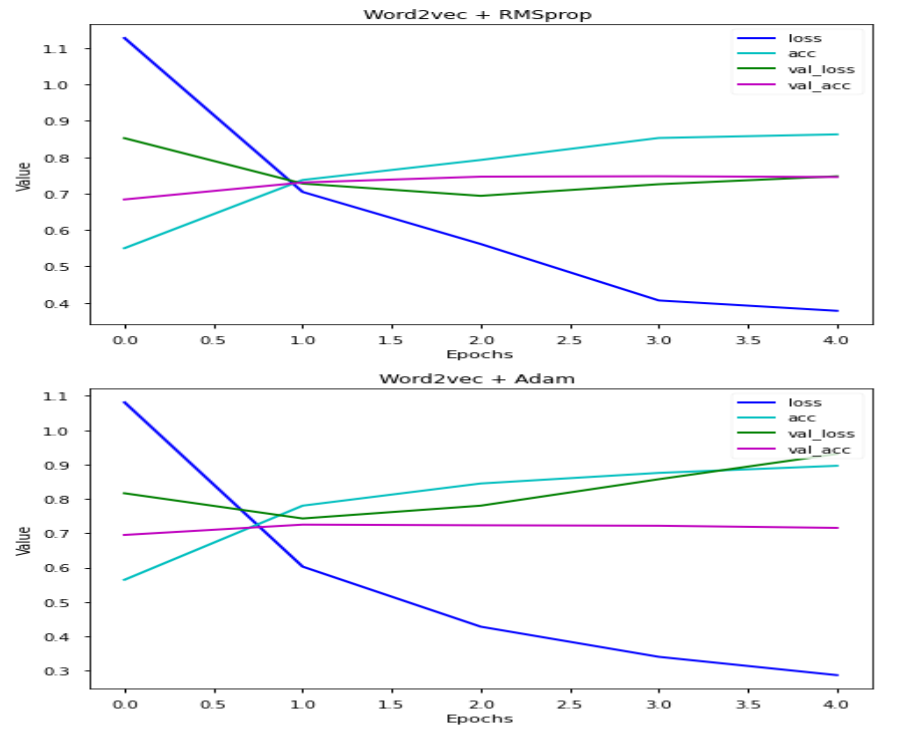 Word2vec + RMSprop
1.1
1.0
0.9
0.8
0.7
0.6
0.5
0.4
Value
loss
acc
val_loss
val_acc
0.0 0.5 1.0 1.5 2.0 2.5 3.0 3.5 4.0
Epochs
Word2vec + Adam
1.1
1.0
0.9
0.8
0.7
0.6
0.5
0.4
0.3
Value
loss
acc
val_loss
val_acc
0.0 0.5 1.0 1.5 2.0 2.5 3.0 3.5 4.0
Epochs